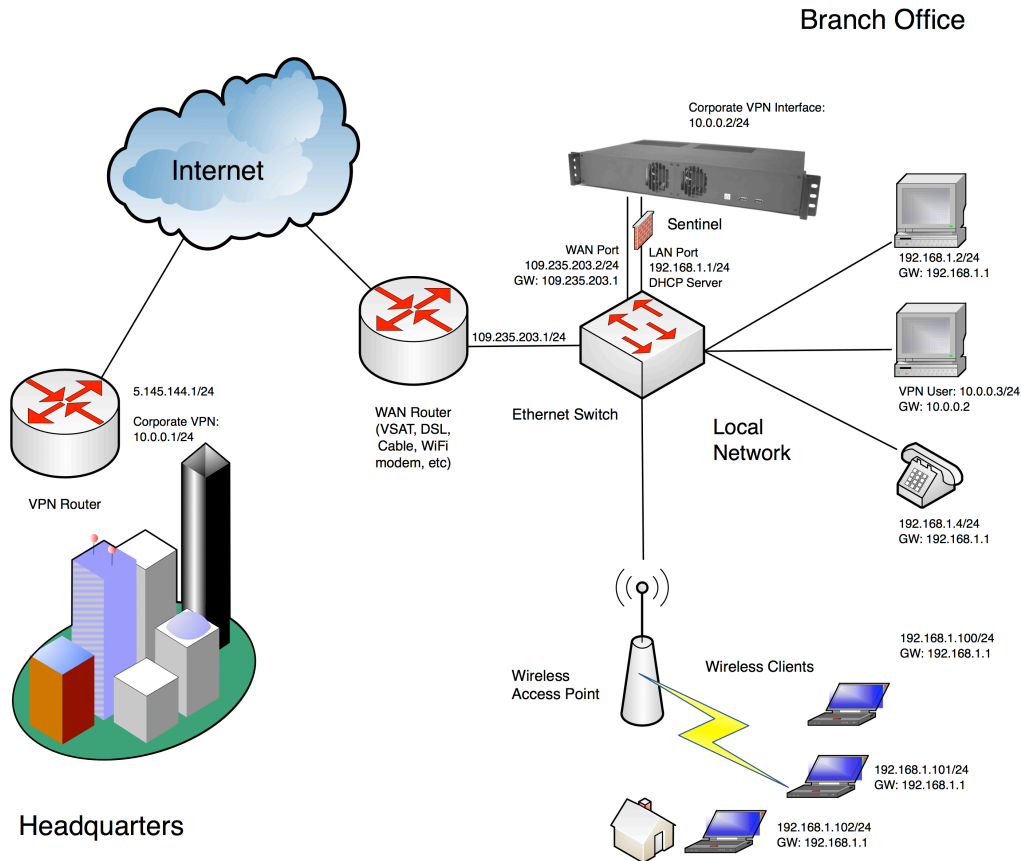 Branch Office
Corporate VPN Interface:
10.0.0.2/24
Internet
Sentinel
WAN Port
109.235.203.2/24
GW: 109.235.203.1
LAN Port
192.168.1.1/24
DHCP Server
192.168.1.2/24
GW: 192.168.1.1
109.235.203.1/24
5.145.144.1/24
Corporate VPN:
10.0.0.1/24
WAN Router
(VSAT, DSL,
Cable, WiFi
modem, etc)
Ethernet Switch
VPN User: 10.0.0.3/24
GW: 10.0.0.2
Local
Network
VPN Router
192.168.1.4/24
GW: 192.168.1.1
Wireless
Access Point
Wireless Clients
192.168.1.100/24
GW: 192.168.1.1
192.168.1.101/24
GW: 192.168.1.1
192.168.1.102/24
GW: 192.168.1.1
Headquarters